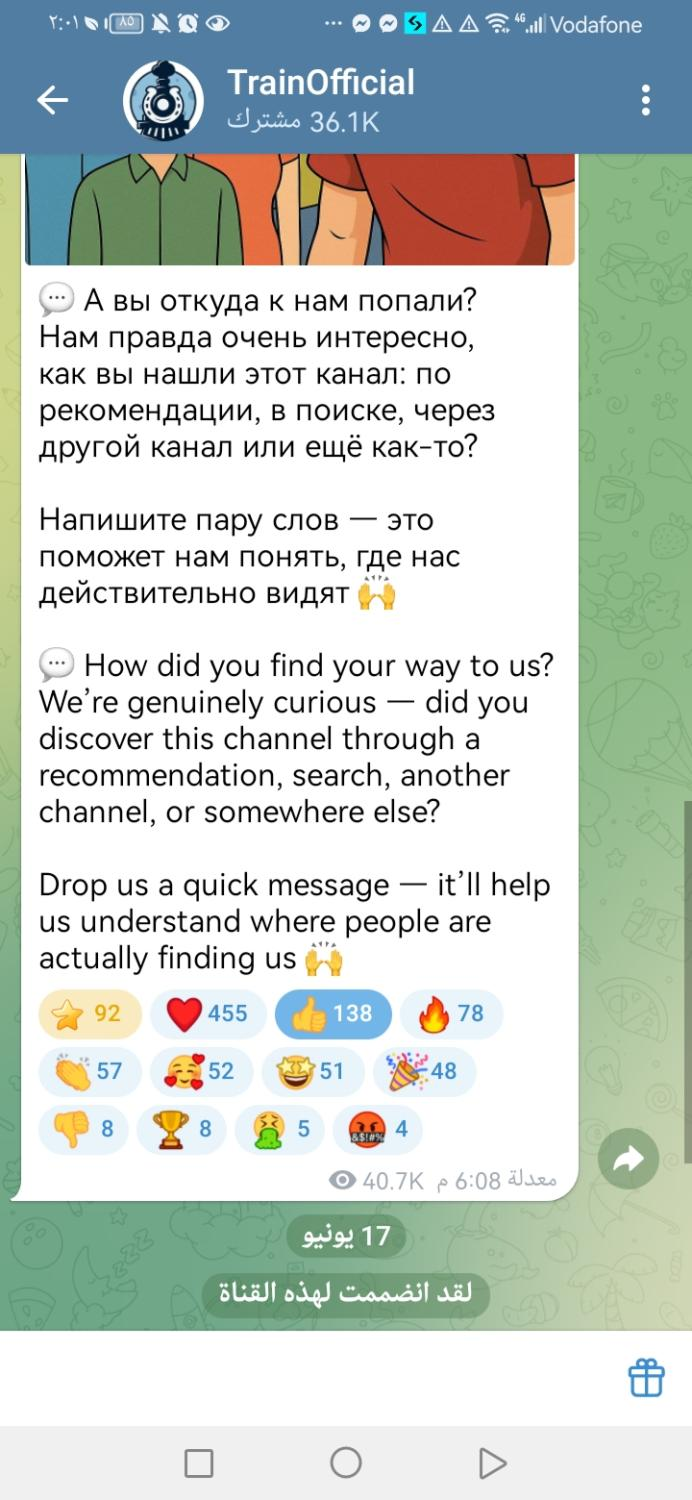 ٢:٠١ ٨٥ 4G Vodafone
TrainOfficial
36.1K مشترك
А вы откуда к нам попали?
Нам правда очень интересно,
как вы нашли этот канал: по
рекомендации, в поиске, через
другой канал или ещё как-то?
Напишите пару слов — это
поможет нам понять, где нас
действительно видят 🙌
How did you find your way to us?
We’re genuinely curious — did you
discover this channel through a
recommendation, search, another
channel, or somewhere else?
Drop us a quick message — it’ll help
us understand where people are
actually finding us 🙌
⭐ 92 ❤️ 455 👍 138 🔥 78
👏 57 🥰 52 🤩 51 🎉 48
👎 8 🏆 8 🤮 5 🤬 4
40.7K معدلة 6:08 م
17 يونيو
لقد انضممت لهذه القناة